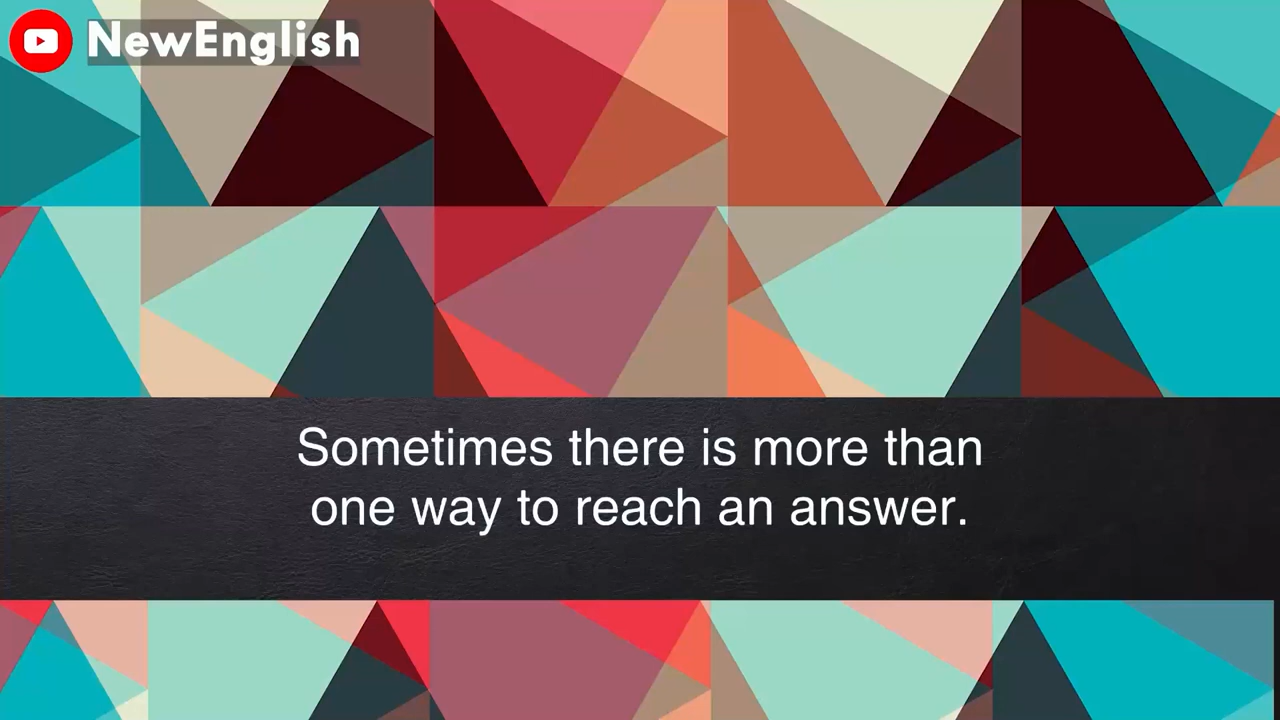 NewEnglish
Sometimes there is more than
one way to reach an answer.